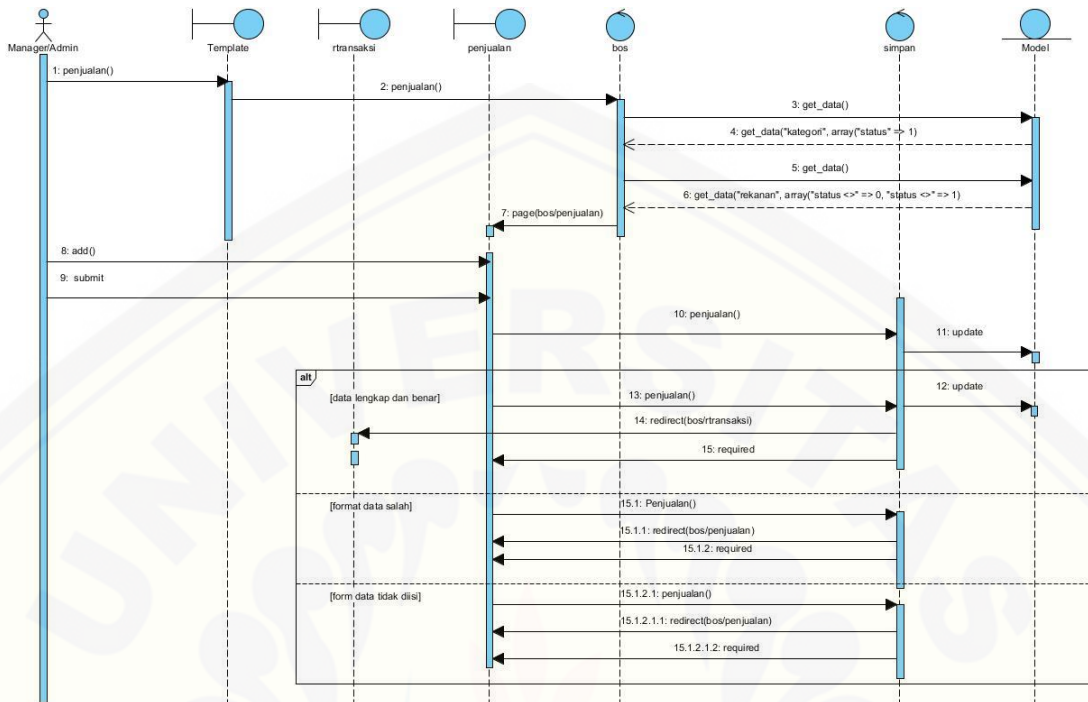 Manager/Admin
Template
rtransaksi
penjualan
bos
simpan
Model
1: penjualan()
2: penjualan()
3: get_data()
4: get_data("kategori", array("status" => 1)
5: get_data()
6: get_data("rekanan", array("status <>" => 0, "status <>" => 1)
7: page(bos/penjualan)
8: add()
9: submit
10: penjualan()
11: update
alt
[data lengkap dan benar]
12: update
13: penjualan()
14: redirect(bos/rtransaksi)
15: required
[format data salah]
15.1: Penjualan()
15.1.1: redirect(bos/penjualan)
15.1.2: required
[form data tidak diisi]
15.1.2.1: penjualan()
15.1.2.1.1: redirect(bos/penjualan)
15.1.2.1.2: required
UNIVERSITAS